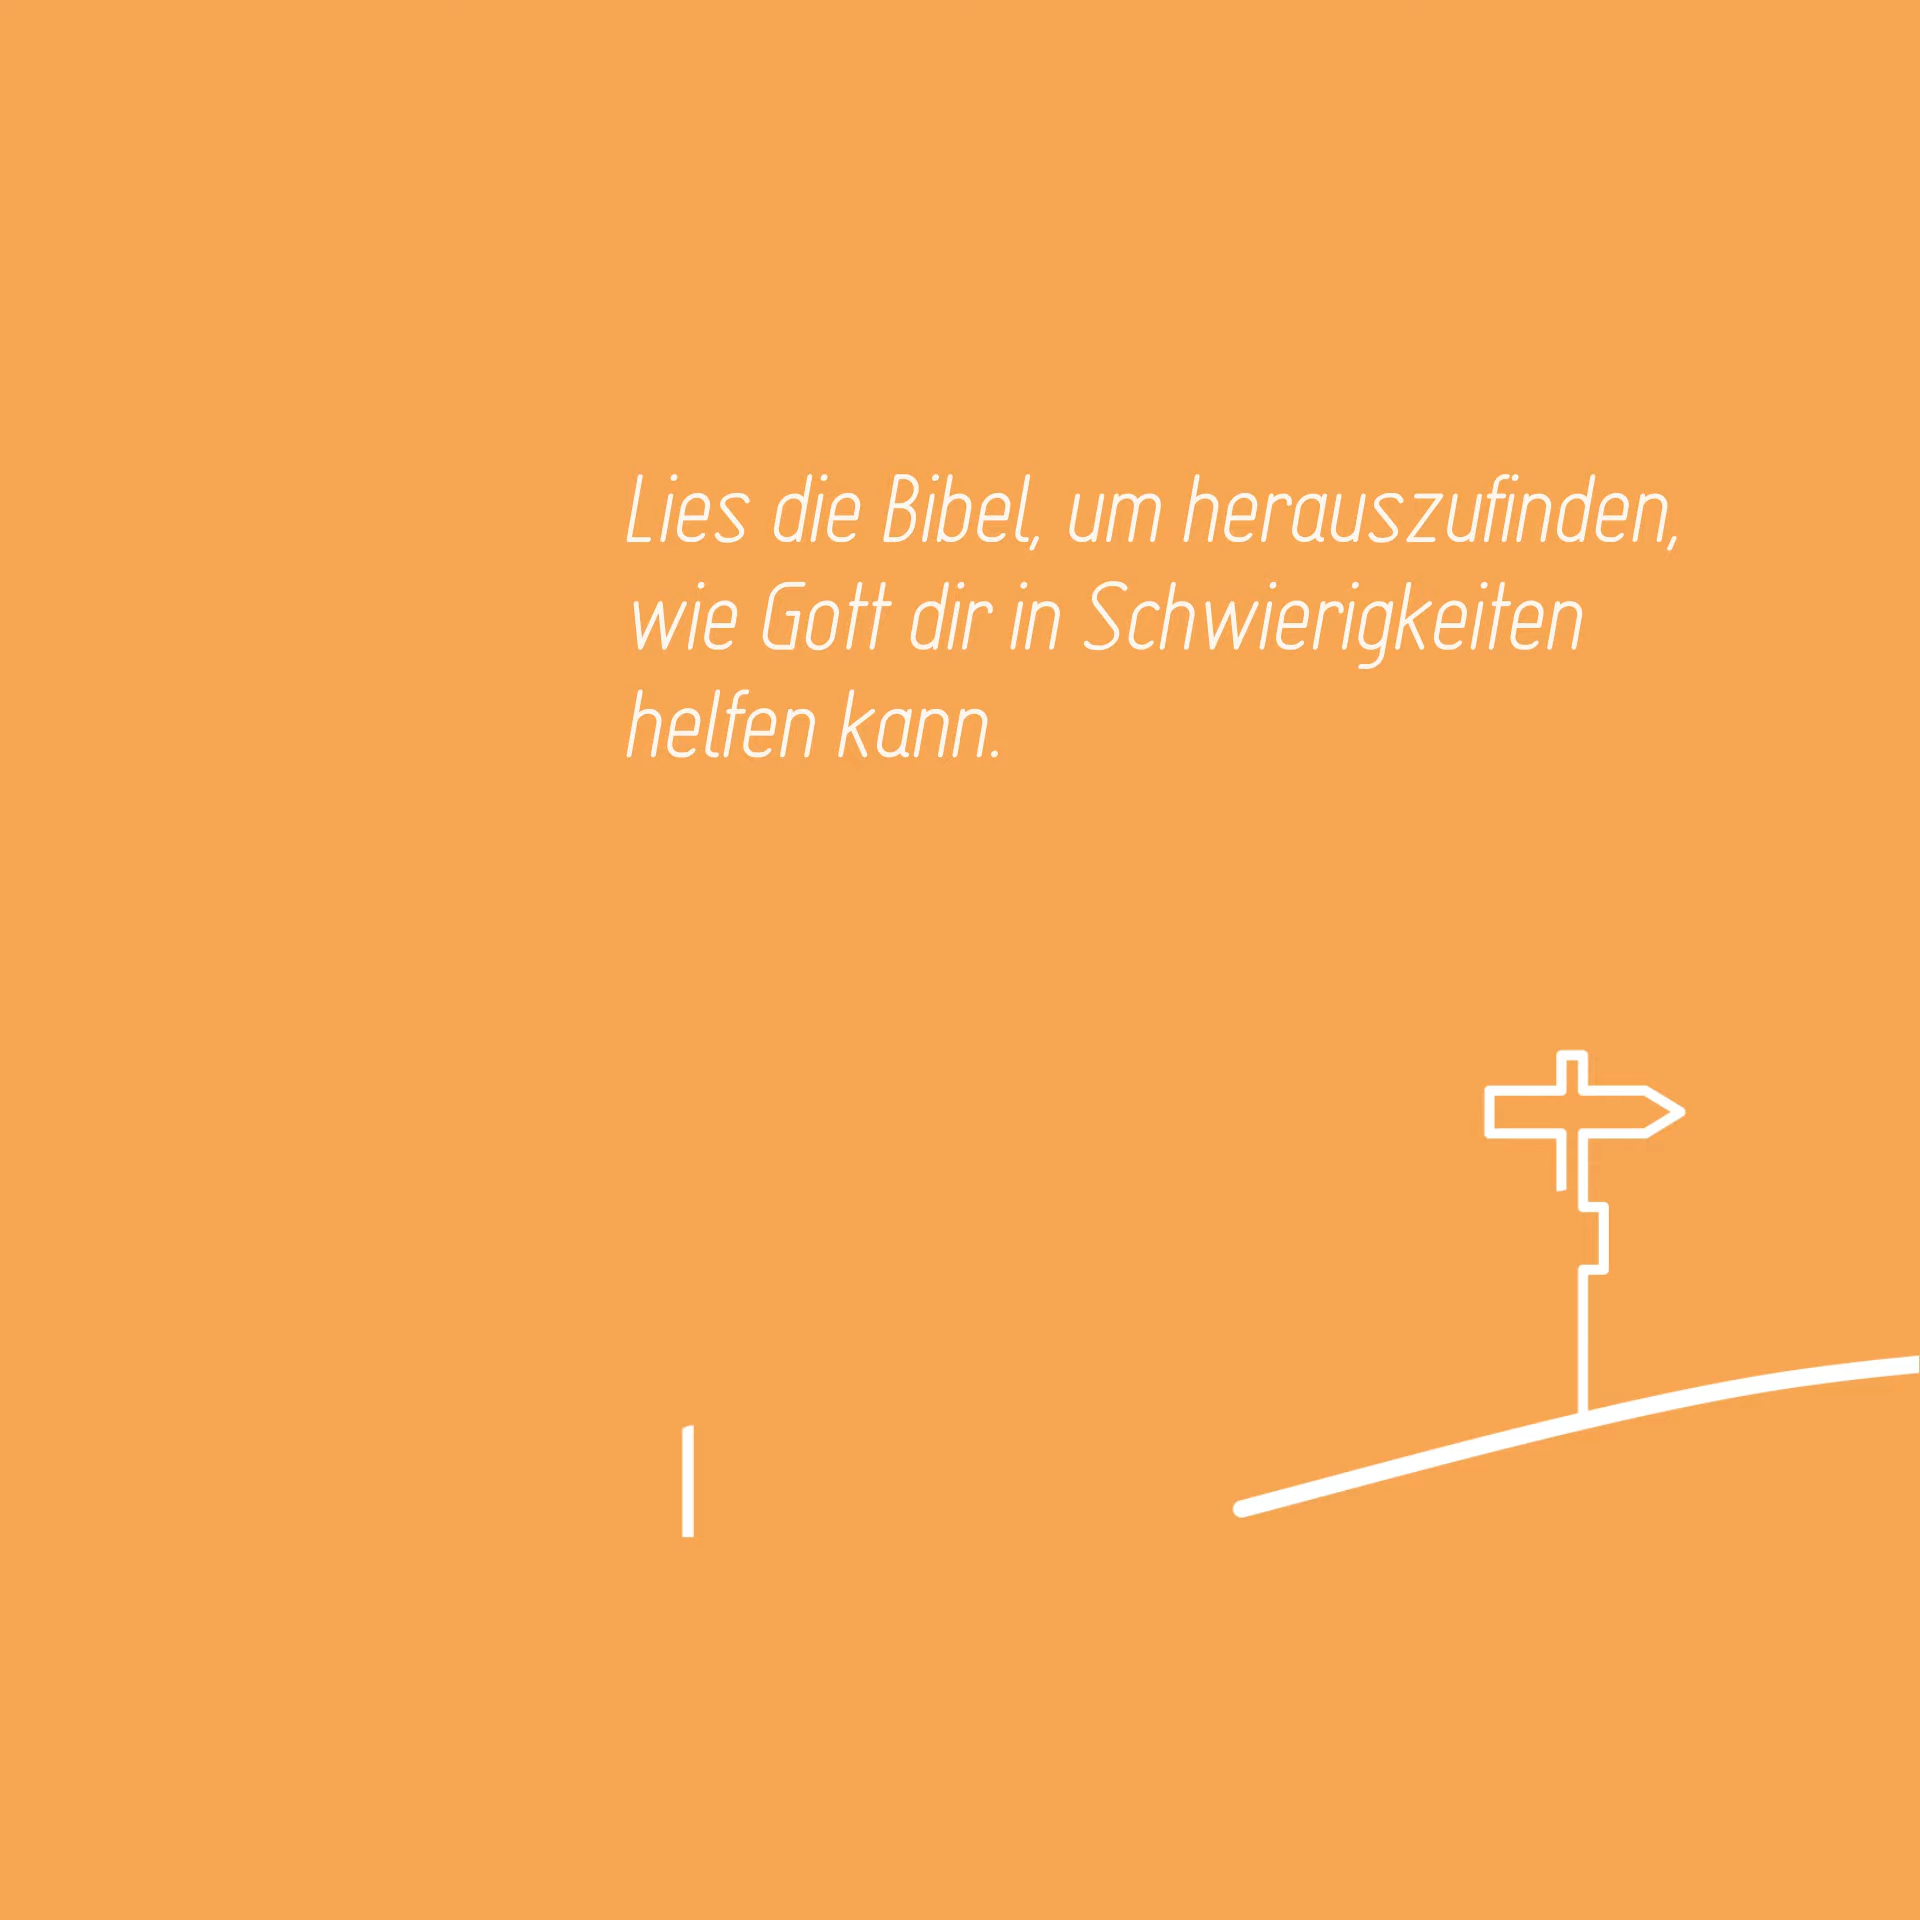 Lies die Bibel, um herauszufinden,
wie Gott dir in Schwierigkeiten
helfen kann.